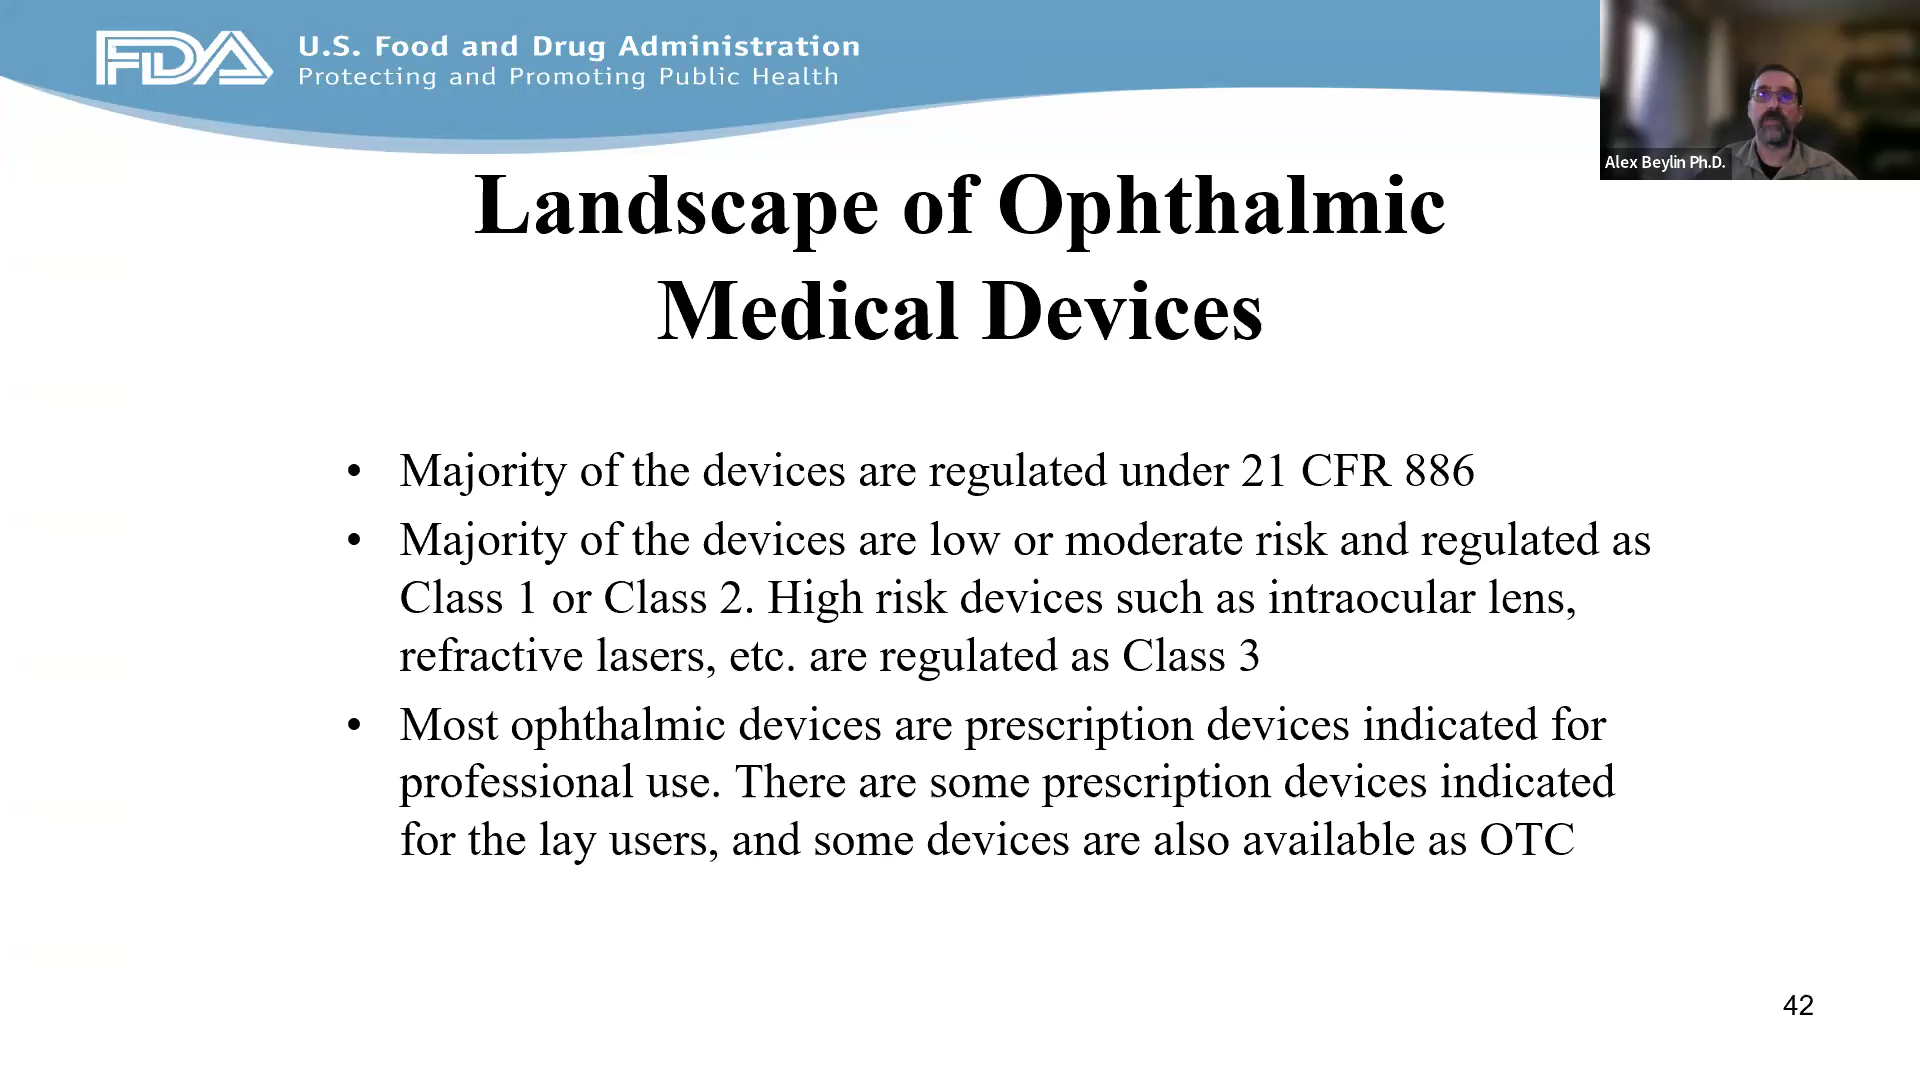 FDA
U.S. Food and Drug Administration
Protecting and Promoting Public Health
Alex Beylin Ph.D.
Landscape of Ophthalmic
Medical Devices
• Majority of the devices are regulated under 21 CFR 886
• Majority of the devices are low or moderate risk and regulated as
Class 1 or Class 2. High risk devices such as intraocular lens,
refractive lasers, etc. are regulated as Class 3
• Most ophthalmic devices are prescription devices indicated for
professional use. There are some prescription devices indicated
for the lay users, and some devices are also available as OTC
42